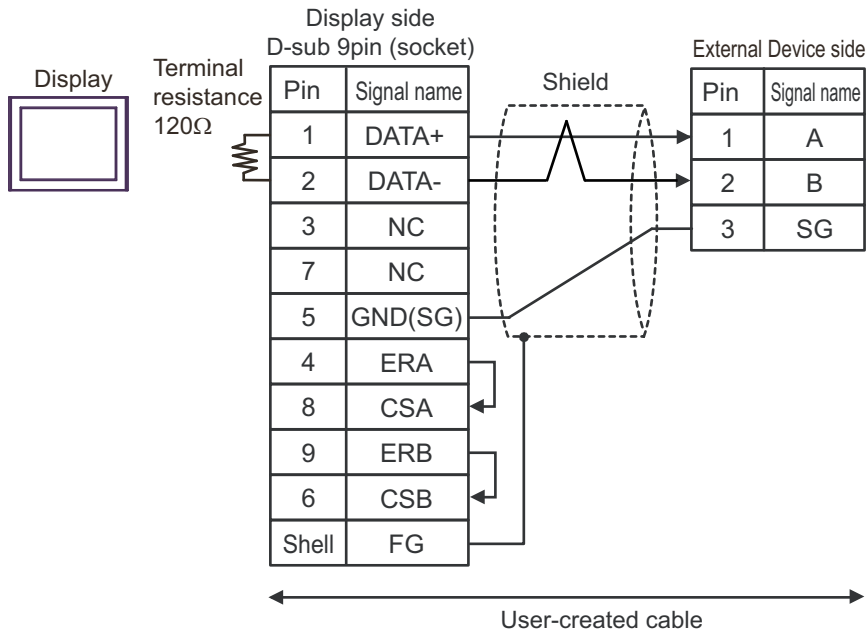 Display side
D-sub 9pin (socket)
External Device side
Display
Terminal
resistance
120Ω
Shield
Pin Signal name
1 DATA+
2 DATA-
3 NC
7 NC
5 GND(SG)
4 ERA
8 CSA
9 ERB
6 CSB
Shell FG
Pin Signal name
1 A
2 B
3 SG
User-created cable